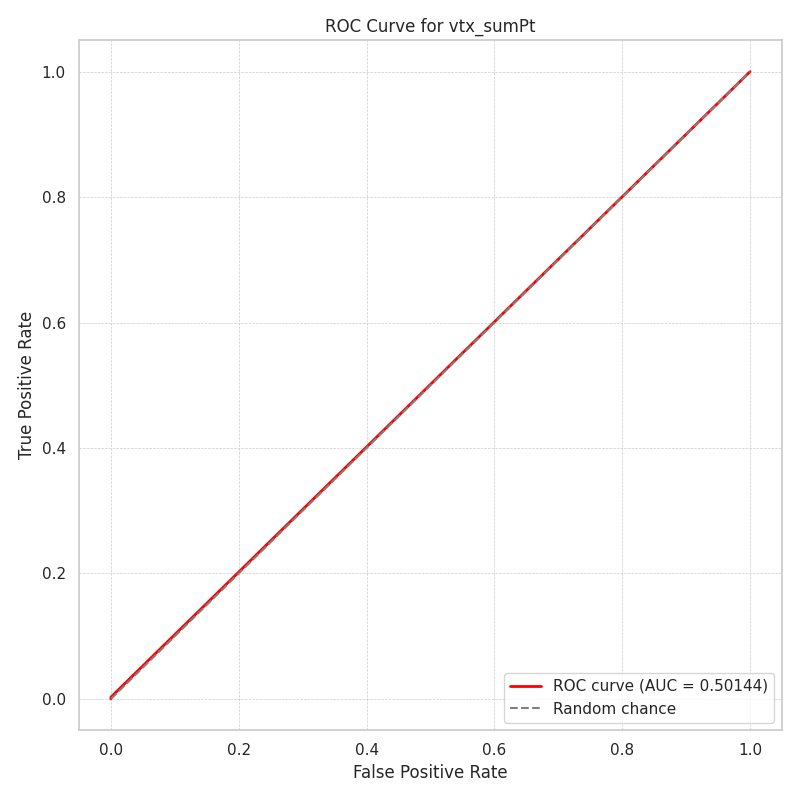 ROC Curve for vtx_sumPt
True Positive Rate
1.0
0.8
0.6
0.4
0.2
0.0
ROC curve (AUC = 0.50144)
Random chance
0.0 0.2 0.4 0.6 0.8 1.0
False Positive Rate